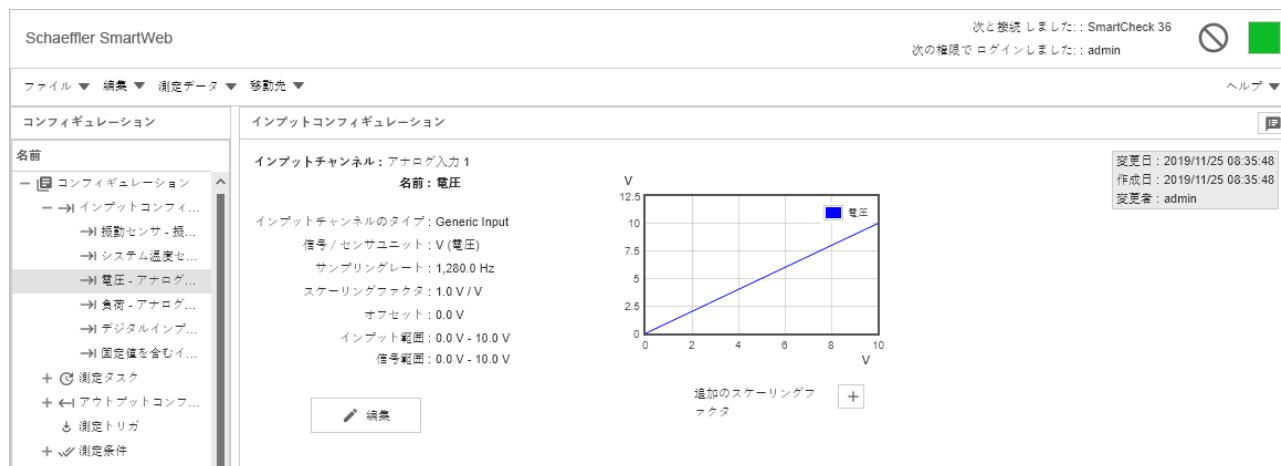 Schaeffler SmartWeb
次と接続 しました: : SmartCheck 36
次の権限で ログインしました: : admin
ファイル 編集 測定データ 移動先 ヘルプ
コンフィギュレーション
インプットコンフィギュレーション
名前
コンフィギュレーション
インプットコンフィ...
振動センサ - 振...
システム温度セ...
電圧 - アナログ...
負荷 - アナログ...
デジタルインプ...
固定値を含むイ...
測定タスク
アウトプットコンフ...
測定トリガ
測定条件
インプットチャンネル : アナログ入力 1
名前 : 電圧
インプットチャンネルのタイプ : Generic Input
信号 / センサユニット : V (電圧)
サンプリングレート : 1,280.0 Hz
スケーリングファクタ : 1.0 V / V
オフセット : 0.0 V
インプット範囲 : 0.0 V - 10.0 V
信号範囲 : 0.0 V - 10.0 V
編集
V
12.5
10
7.5
5
2.5
0
電圧
0 2 4 6 8 10
V
追加のスケーリングフ
ァクタ
変更日 : 2019/11/25 08:35:48
作成日 : 2019/11/25 08:35:48
変更者 : admin